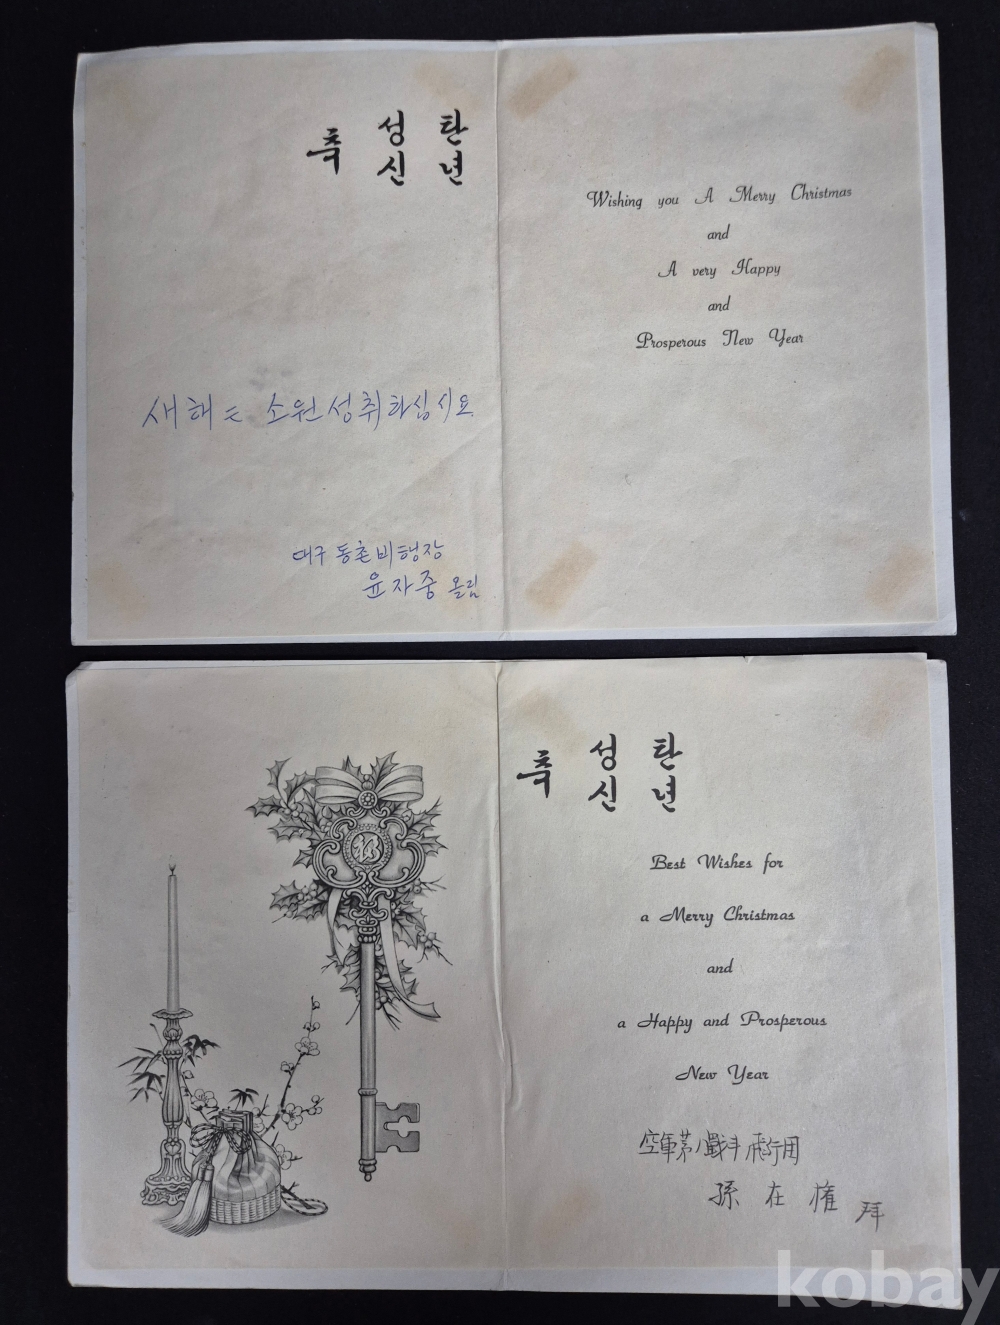 축 성탄
신년
Wishing you A Merry Christmas
and
A very Happy
and
Prosperous New Year
새해는 소원성취하십시요
대구 동촌비행장
윤자중 올림
축 성탄
신년
Best Wishes for
a Merry Christmas
and
a Happy and Prosperous
New Year
空軍第八戰斗飛行団
孫在權 拜
kobay